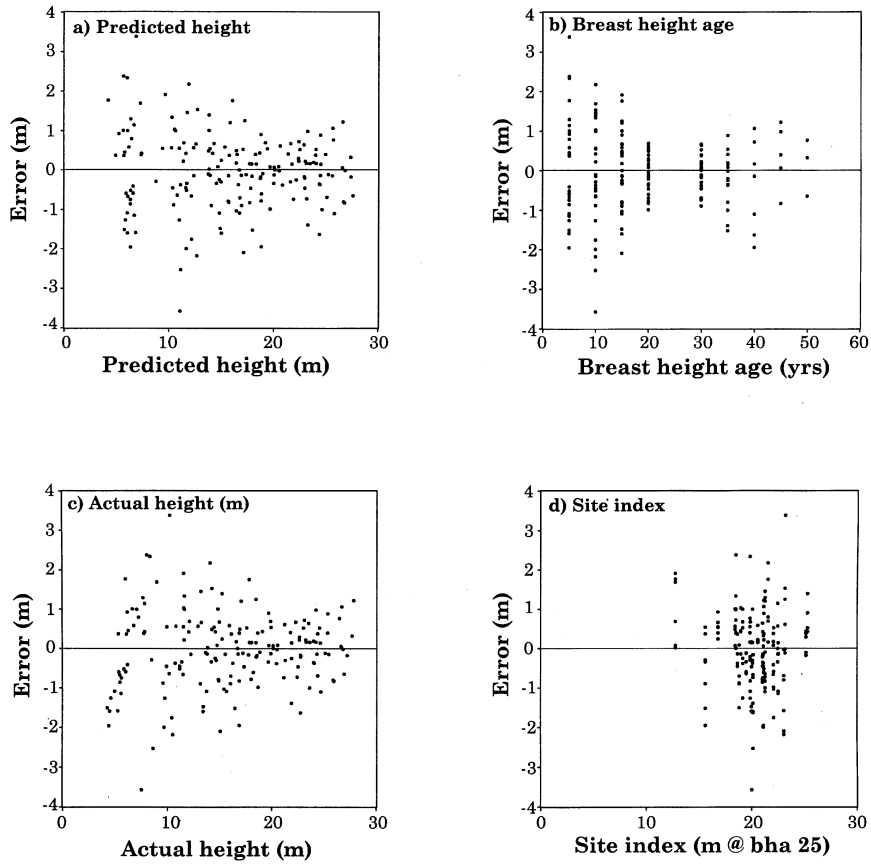 a) Predicted height
4
3
2
1
0
-1
-2
-3
-4
Error (m)
0 10 20 30
Predicted height (m)
b) Breast height age
4
3
2
1
0
-1
-2
-3
-4
Error (m)
0 10 20 30 40 50 60
Breast height age (yrs)
c) Actual height (m)
4
3
2
1
0
-1
-2
-3
-4
Error (m)
0 10 20 30
Actual height (m)
d) Site index
4
3
2
1
0
-1
-2
-3
-4
Error (m)
0 10 20 30
Site index (m @ bha 25)